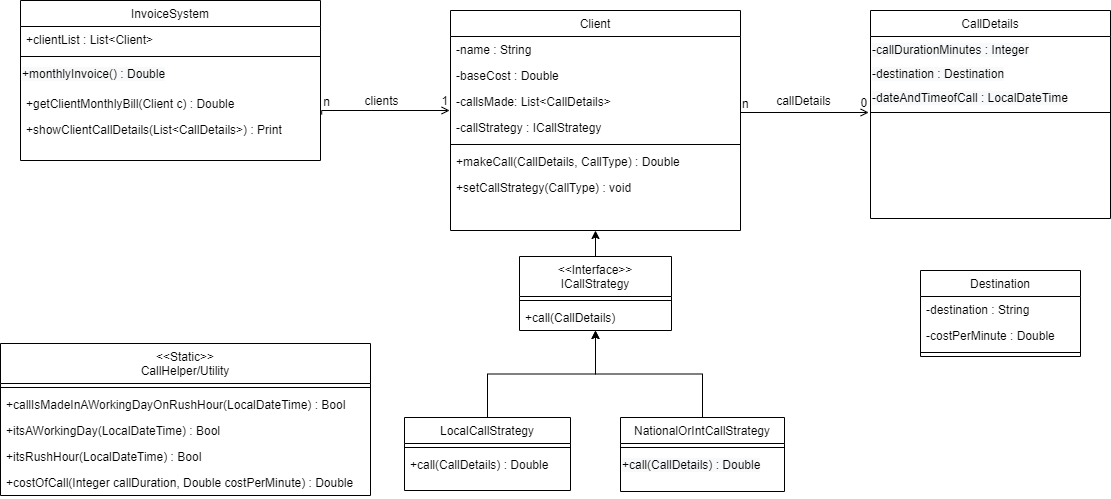 InvoiceSystem
+clientList : List<Client>
+monthlyInvoice() : Double
+getClientMonthlyBill(Client c) : Double
+showClientCallDetails(List<CallDetails>) : Print
n
clients
1
Client
-name : String
-baseCost : Double
-callsMade: List<CallDetails>
-callStrategy : ICallStrategy
+makeCall(CallDetails, CallType) : Double
+setCallStrategy(CallType) : void
n
callDetails
0
CallDetails
-callDurationMinutes : Integer
-destination : Destination
-dateAndTimeofCall : LocalDateTime
<<Interface>>
ICallStrategy
+call(CallDetails)
Destination
-destination : String
-costPerMinute : Double
<<Static>>
CallHelper/Utility
+callIsMadeInAWorkingDayOnRushHour(LocalDateTime) : Bool
+itsAWorkingDay(LocalDateTime) : Bool
+itsRushHour(LocalDateTime) : Bool
+costOfCall(Integer callDuration, Double costPerMinute) : Double
LocalCallStrategy
+call(CallDetails) : Double
NationalOrIntCallStrategy
+call(CallDetails) : Double